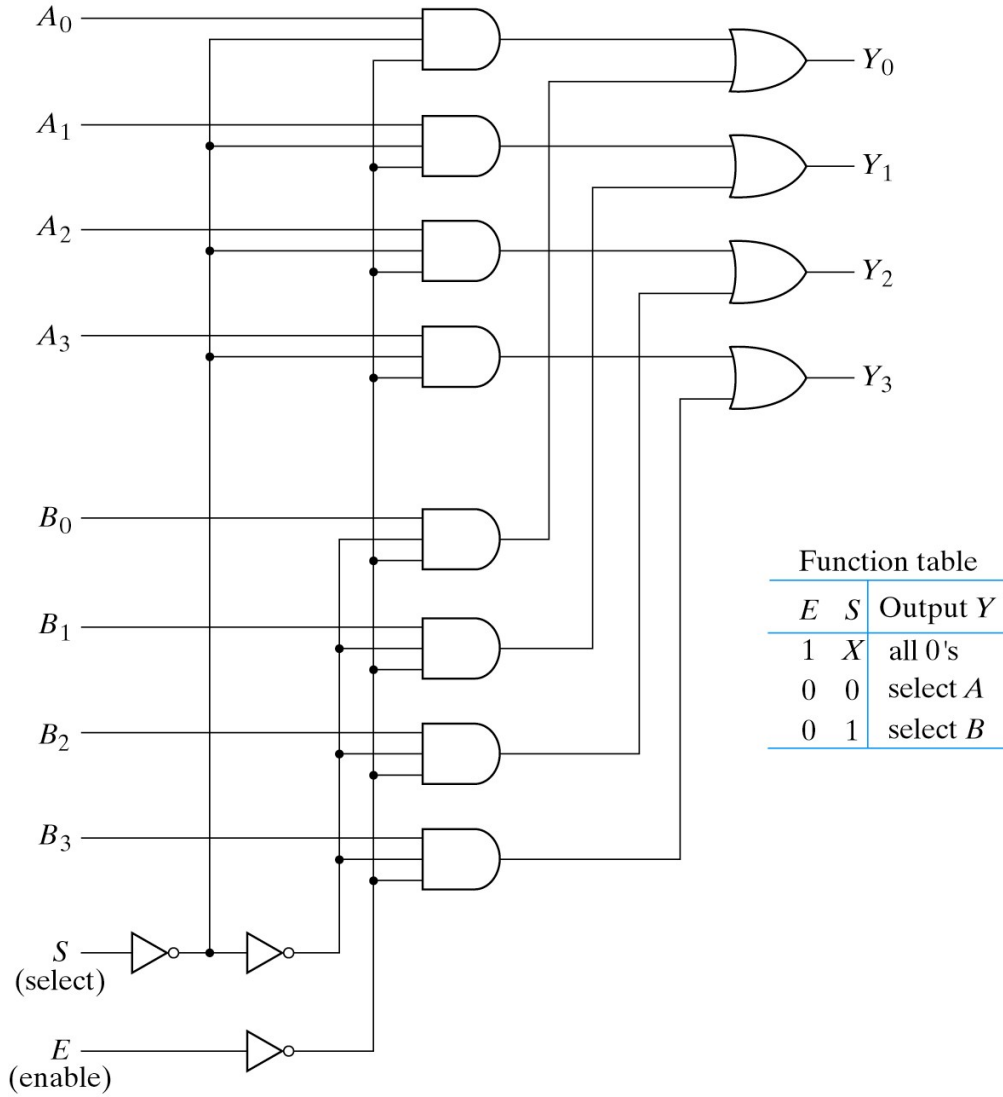 A0
Y0
A1
Y1
A2
Y2
A3
Y3
B0
Function table
E S Output Y
B1
1 X all 0's
0 0 select A
B2
0 1 select B
B3
S
(select)
E
(enable)